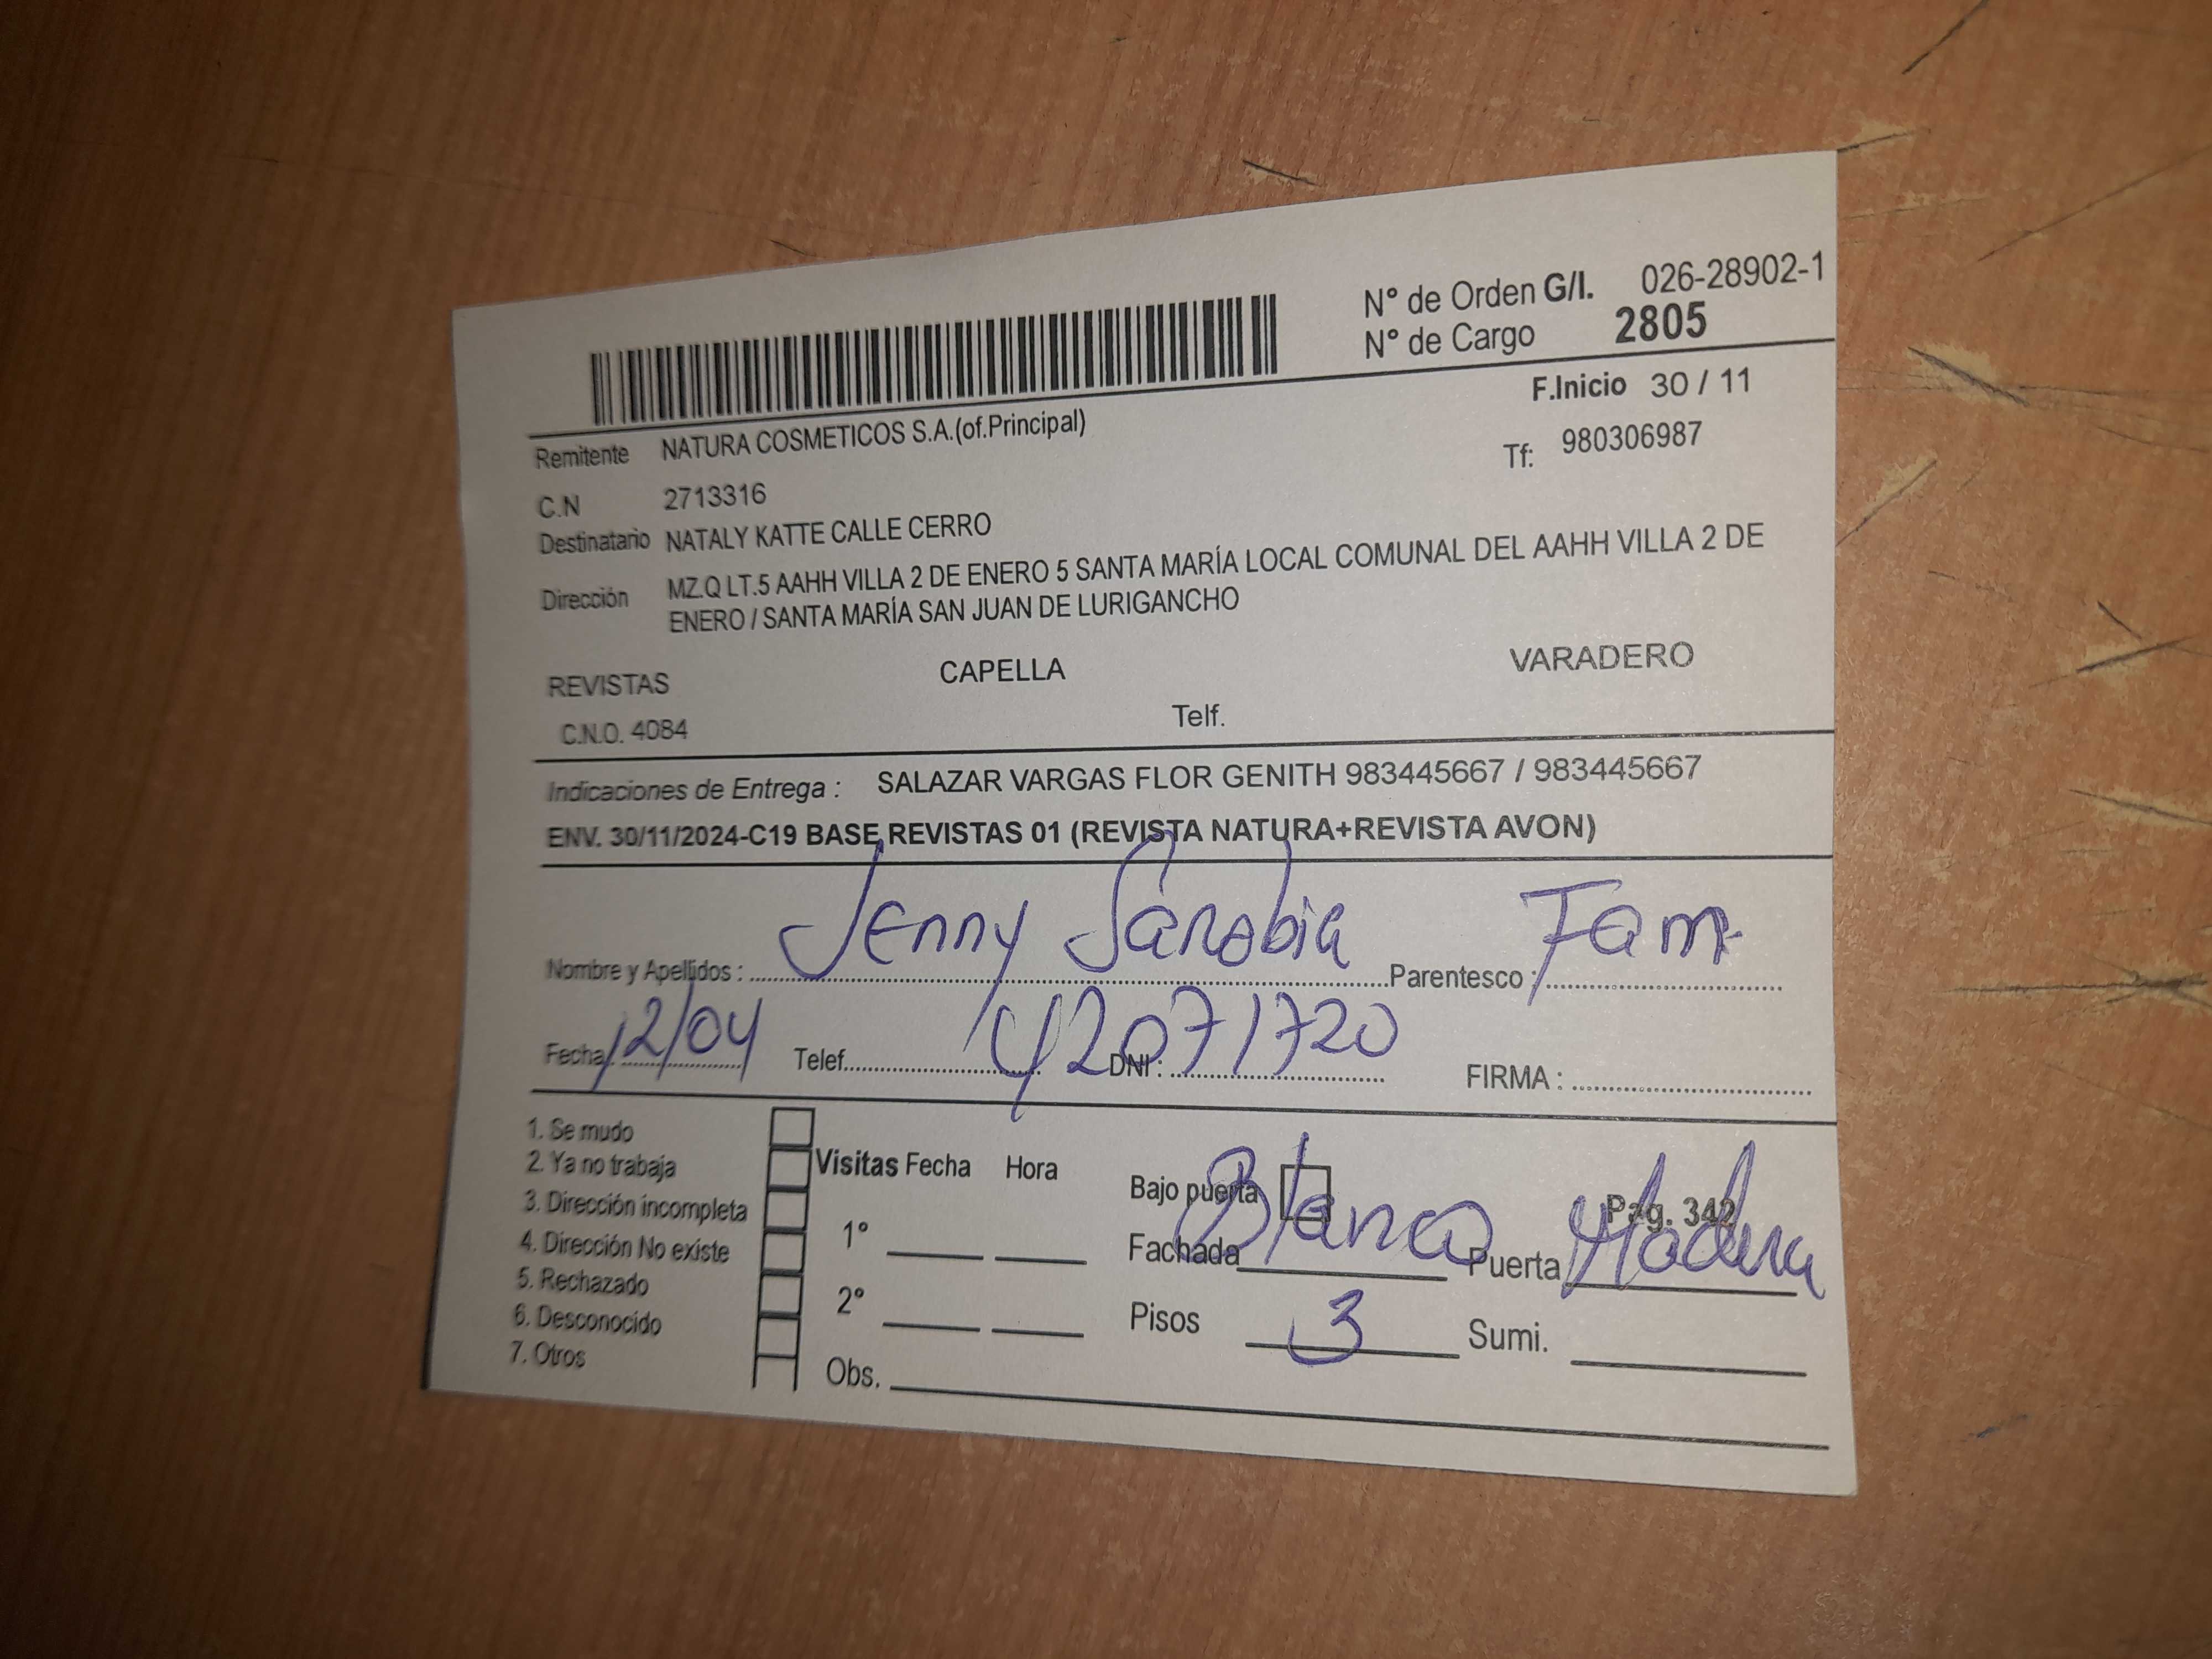 N° de Orden G/I. 026-28902-1
N° de Cargo 2805
F.Inicio 30 / 11
Remitente NATURA COSMETICOS S.A.(of.Principal)
Tf: 980306987
C.N 2713316
Destinatario NATALY KATTE CALLE CERRO
Dirección MZ.Q LT.5 AAHH VILLA 2 DE ENERO 5 SANTA MARÍA LOCAL COMUNAL DEL AAHH VILLA 2 DE
ENERO / SANTA MARÍA SAN JUAN DE LURIGANCHO
REVISTAS CAPELLA VARADERO
C.N.O. 4084 Telf.
Indicaciones de Entrega : SALAZAR VARGAS FLOR GENITH 983445667 / 983445667
ENV. 30/11/2024-C19 BASE REVISTAS 01 (REVISTA NATURA+REVISTA AVON)
Nombre y Apellidos : Jenny Sarabia Parentesco : Fam.
Fecha 12/04 Telef. DNI : 42071720 FIRMA :
1. Se mudo
2. Ya no trabaja
3. Dirección incompleta
4. Dirección No existe
5. Rechazado
6. Desconocido
7. Otros
Visitas Fecha Hora
1°
2°
Obs.
Bajo puerta Pag. 342
Fachada Blanca Puerta Madera
Pisos 3 Sumi.